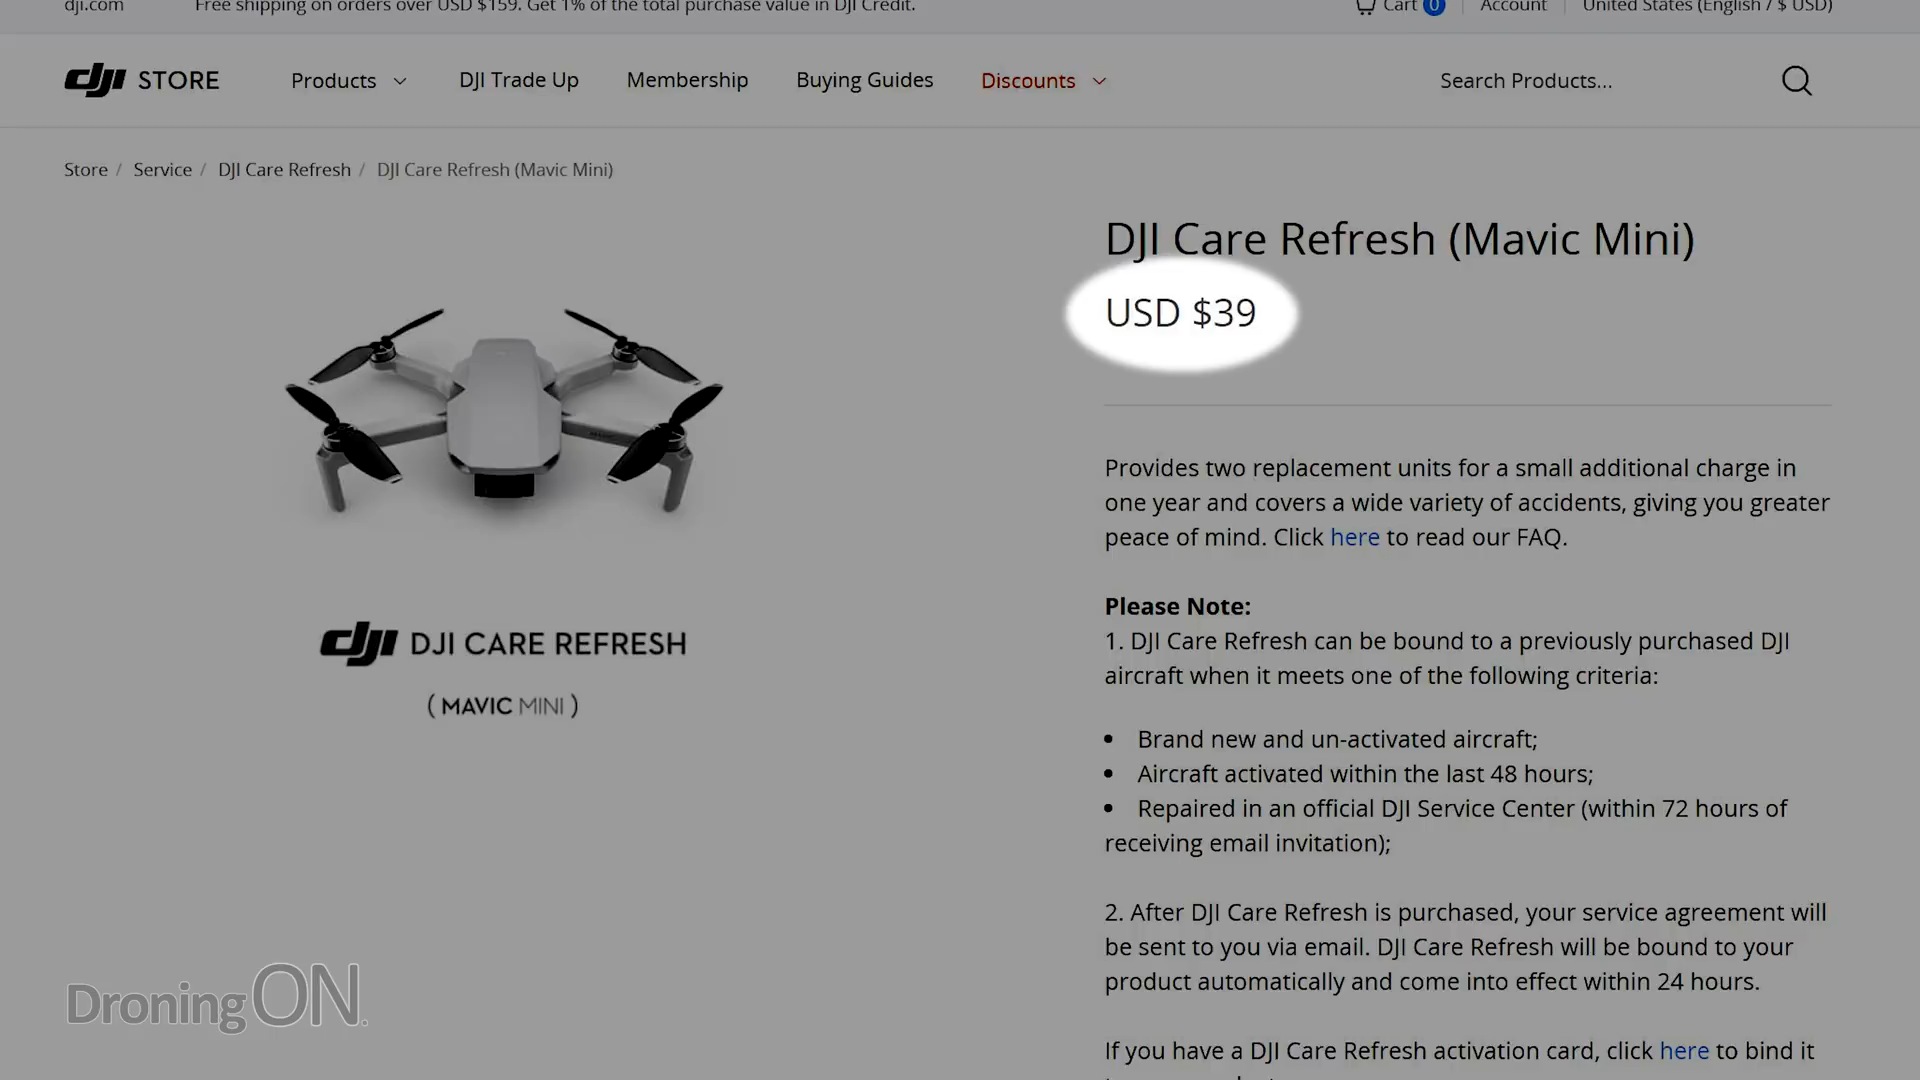 dji.com Free shipping on orders over USD $159. Get 1% of the total purchase value in DJI Credit. Cart 0 Account United States (English / $ USD)
dji STORE Products DJI Trade Up Membership Buying Guides Discounts Search Products...
Store / Service / DJI Care Refresh / DJI Care Refresh (Mavic Mini)
DJI Care Refresh (Mavic Mini)
USD $39
Provides two replacement units for a small additional charge in
one year and covers a wide variety of accidents, giving you greater
peace of mind. Click here to read our FAQ.
Please Note:
1. DJI Care Refresh can be bound to a previously purchased DJI
aircraft when it meets one of the following criteria:
• Brand new and un-activated aircraft;
• Aircraft activated within the last 48 hours;
• Repaired in an official DJI Service Center (within 72 hours of
receiving email invitation);
2. After DJI Care Refresh is purchased, your service agreement will
be sent to you via email. DJI Care Refresh will be bound to your
product automatically and come into effect within 24 hours.
If you have a DJI Care Refresh activation card, click here to bind it
dji DJI CARE REFRESH
( MAVIC MINI )
DroningON.